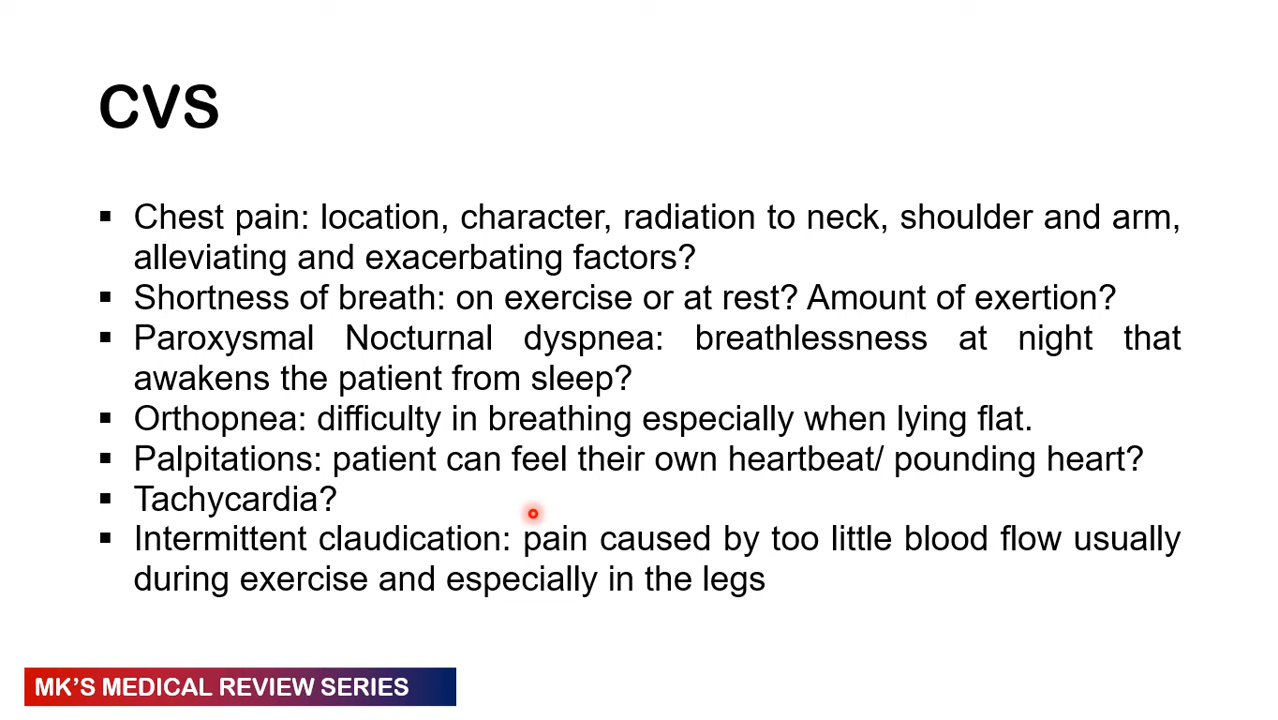 CVS
▪ Chest pain: location, character, radiation to neck, shoulder and arm,
alleviating and exacerbating factors?
▪ Shortness of breath: on exercise or at rest? Amount of exertion?
▪ Paroxysmal Nocturnal dyspnea: breathlessness at night that
awakens the patient from sleep?
▪ Orthopnea: difficulty in breathing especially when lying flat.
▪ Palpitations: patient can feel their own heartbeat/ pounding heart?
▪ Tachycardia?
▪ Intermittent claudication: pain caused by too little blood flow usually
during exercise and especially in the legs
MK’S MEDICAL REVIEW SERIES